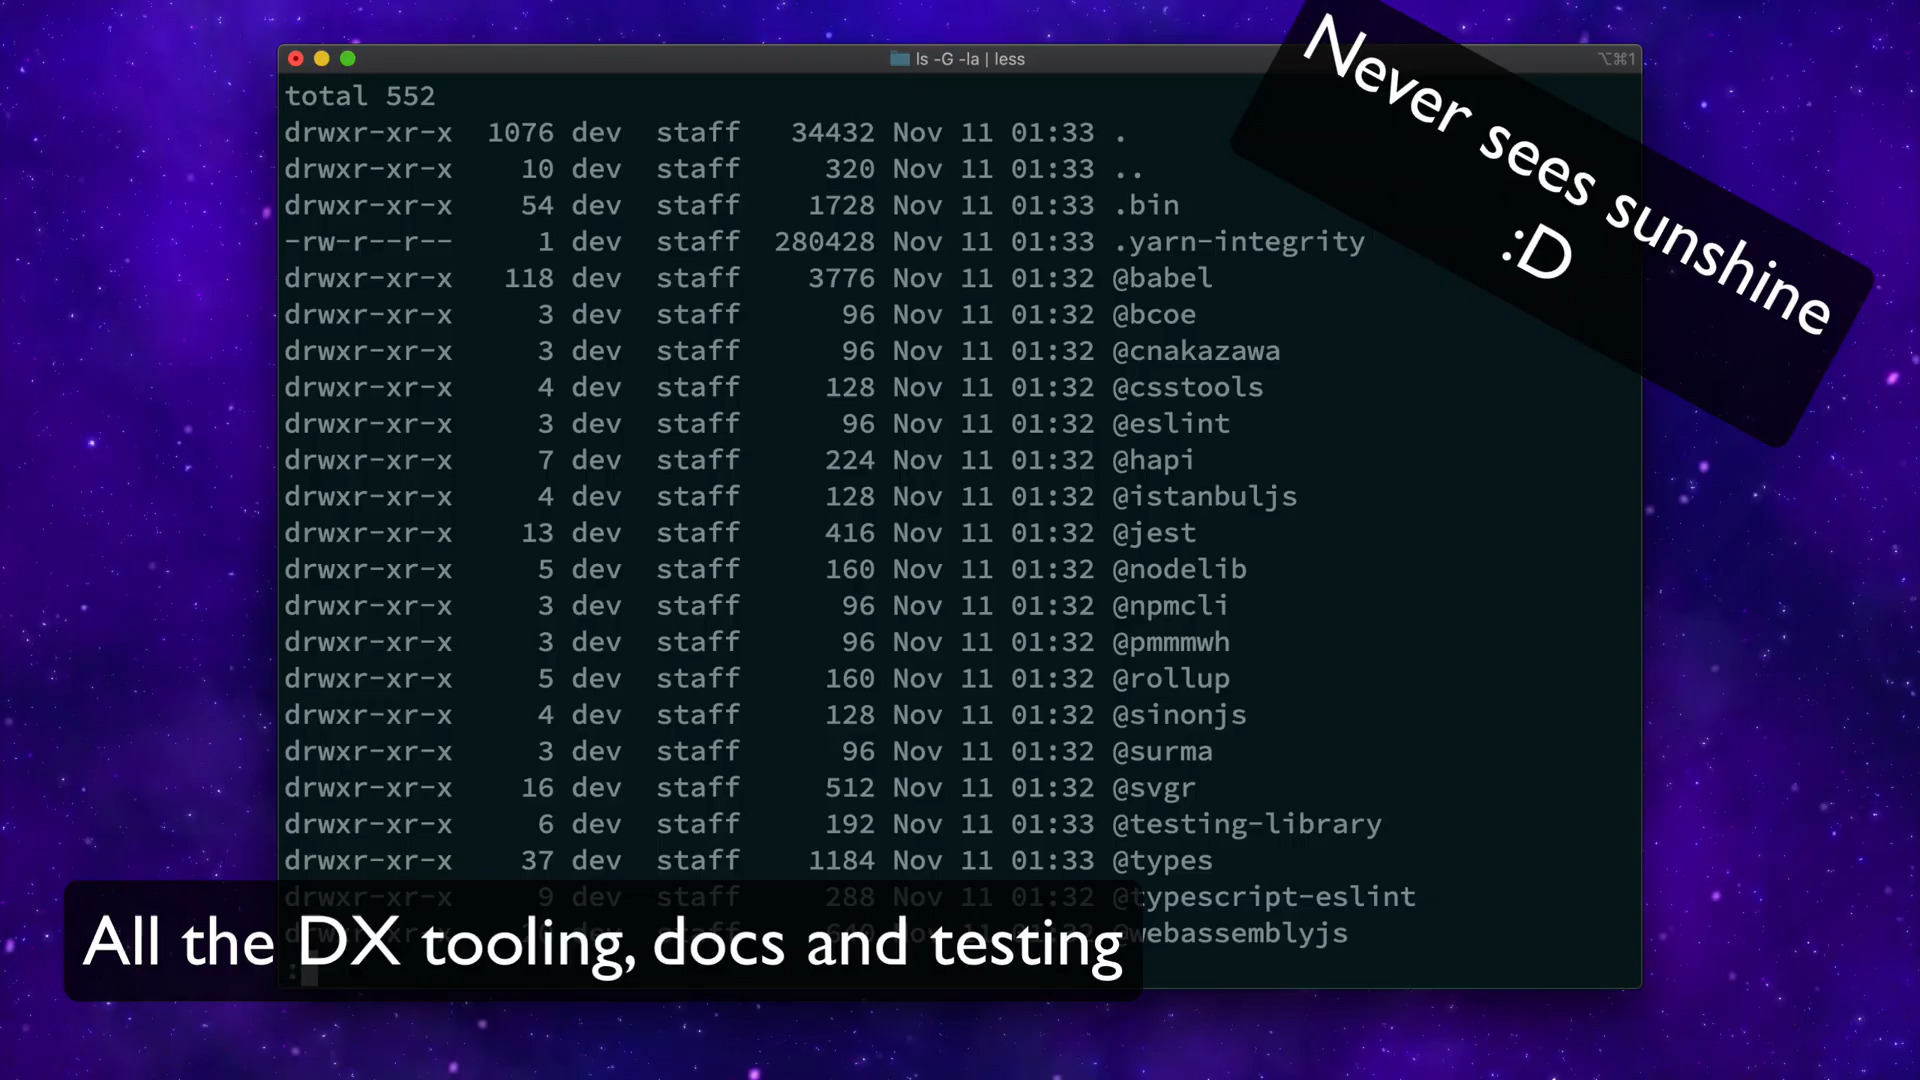 ls -G -la | less
⌥⌘1
total 552
drwxr-xr-x 1076 dev staff 34432 Nov 11 01:33 .
drwxr-xr-x 10 dev staff 320 Nov 11 01:33 ..
drwxr-xr-x 54 dev staff 1728 Nov 11 01:33 .bin
-rw-r--r-- 1 dev staff 280428 Nov 11 01:33 .yarn-integrity
drwxr-xr-x 118 dev staff 3776 Nov 11 01:32 @babel
drwxr-xr-x 3 dev staff 96 Nov 11 01:32 @bcoe
drwxr-xr-x 3 dev staff 96 Nov 11 01:32 @cnakazawa
drwxr-xr-x 4 dev staff 128 Nov 11 01:32 @csstools
drwxr-xr-x 3 dev staff 96 Nov 11 01:32 @eslint
drwxr-xr-x 7 dev staff 224 Nov 11 01:32 @hapi
drwxr-xr-x 4 dev staff 128 Nov 11 01:32 @istanbuljs
drwxr-xr-x 13 dev staff 416 Nov 11 01:32 @jest
drwxr-xr-x 5 dev staff 160 Nov 11 01:32 @nodelib
drwxr-xr-x 3 dev staff 96 Nov 11 01:32 @npmcli
drwxr-xr-x 3 dev staff 96 Nov 11 01:32 @pmmmwh
drwxr-xr-x 5 dev staff 160 Nov 11 01:32 @rollup
drwxr-xr-x 4 dev staff 128 Nov 11 01:32 @sinonjs
drwxr-xr-x 3 dev staff 96 Nov 11 01:32 @surma
drwxr-xr-x 16 dev staff 512 Nov 11 01:32 @svgr
drwxr-xr-x 6 dev staff 192 Nov 11 01:33 @testing-library
drwxr-xr-x 37 dev staff 1184 Nov 11 01:33 @types
drwxr-xr-x 9 dev staff 288 Nov 11 01:32 @typescript-eslint
@webassemblyjs
:
Never sees sunshine
:D
All the DX tooling, docs and testing